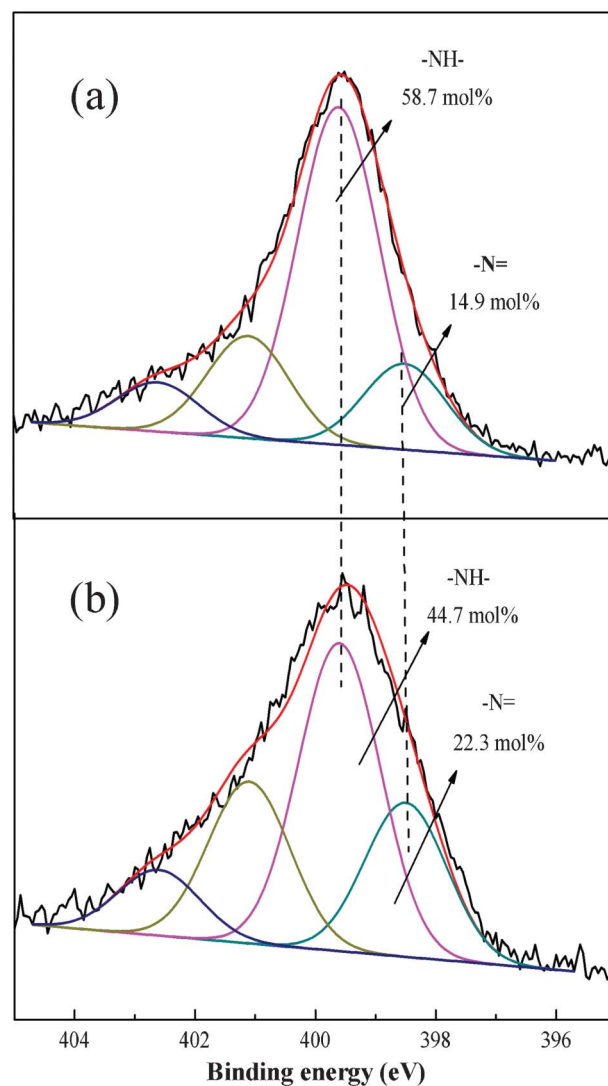 (a)
-NH-
58.7 mol%
-N=
14.9 mol%
(b)
-NH-
44.7 mol%
-N=
22.3 mol%
404 402 400 398 396
Binding energy (eV)